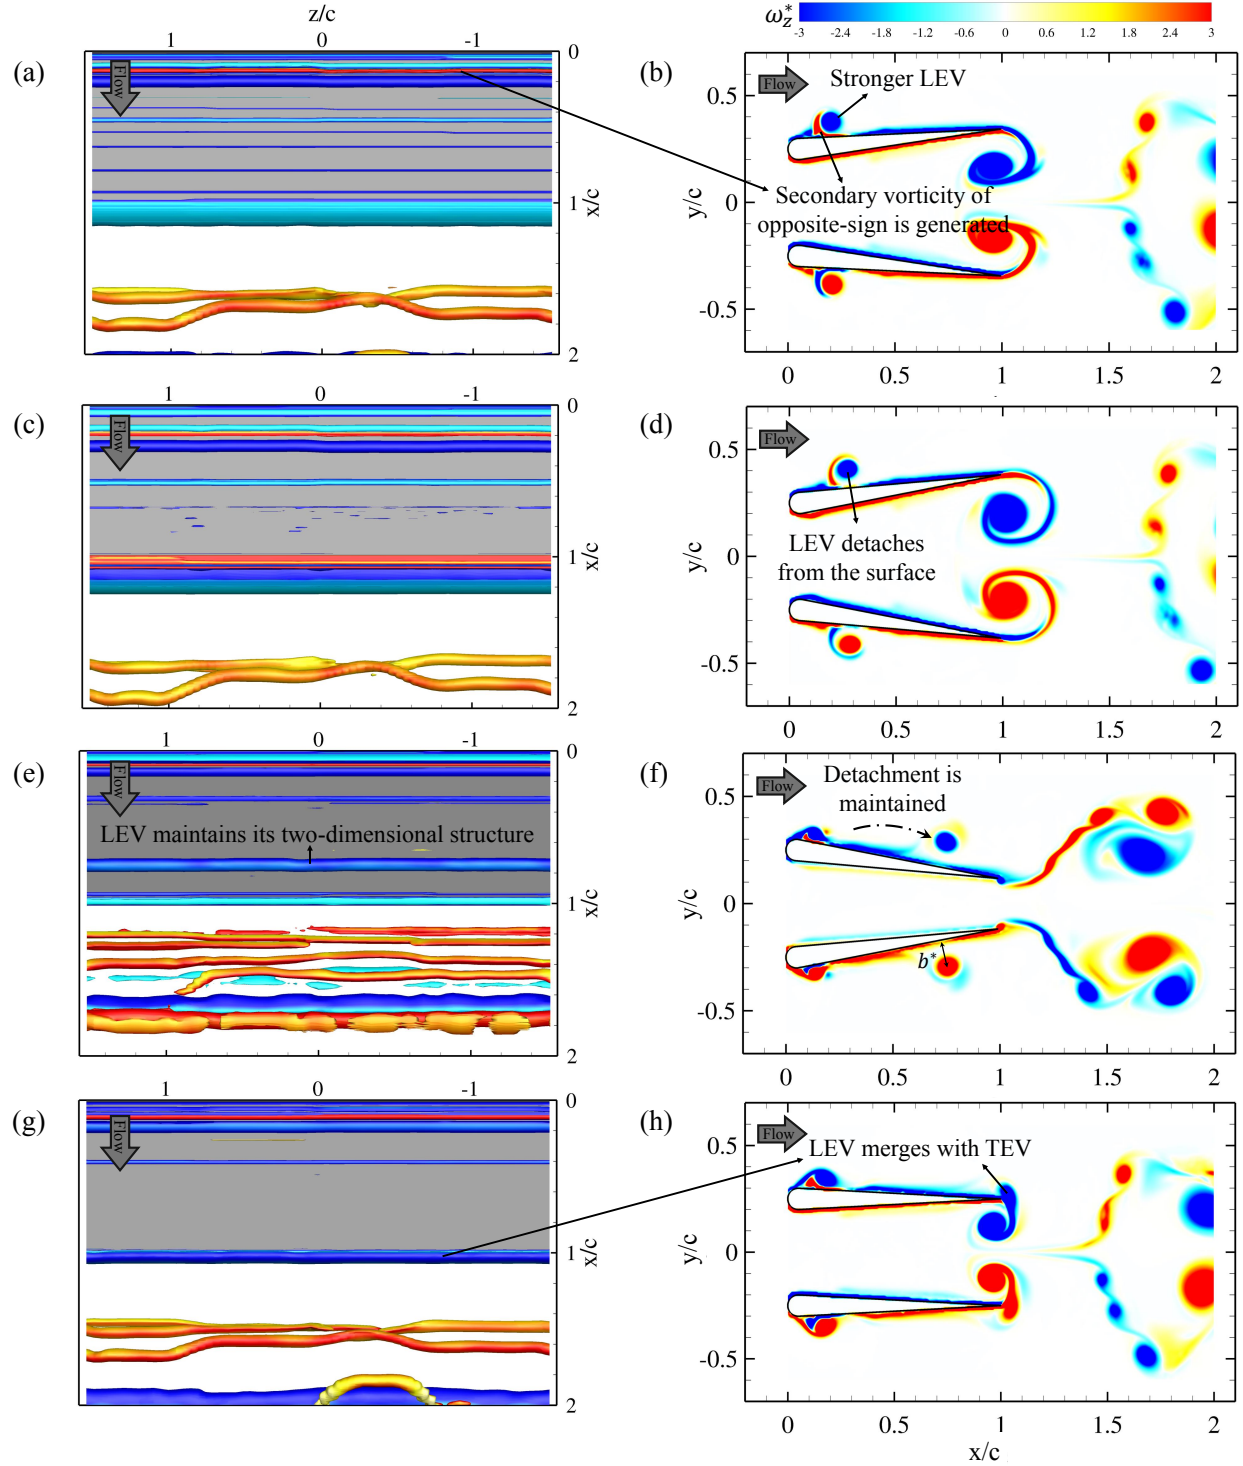 z/c
1 0 -1
(a)
Flow
0
1
x/c
2
ω*z
-3 -2.4 -1.8 -1.2 -0.6 0 0.6 1.2 1.8 2.4 3
(b)
Flow
Stronger LEV
Secondary vorticity of
opposite-sign is generated
0.5
0
-0.5
y/c
0 0.5 1 1.5 2
1 0 -1
(c)
Flow
0
1
x/c
2
(d)
Flow
LEV detaches
from the surface
0.5
0
-0.5
y/c
0 0.5 1 1.5 2
1 0 -1
(e)
Flow
LEV maintains its two-dimensional structure
0
1
x/c
2
(f)
Flow
Detachment is
maintained
b*
0.5
0
-0.5
y/c
0 0.5 1 1.5 2
1 0 -1
(g)
Flow
0
1
x/c
2
(h)
Flow
LEV merges with TEV
0.5
0
-0.5
y/c
0 0.5 1 1.5 2
x/c